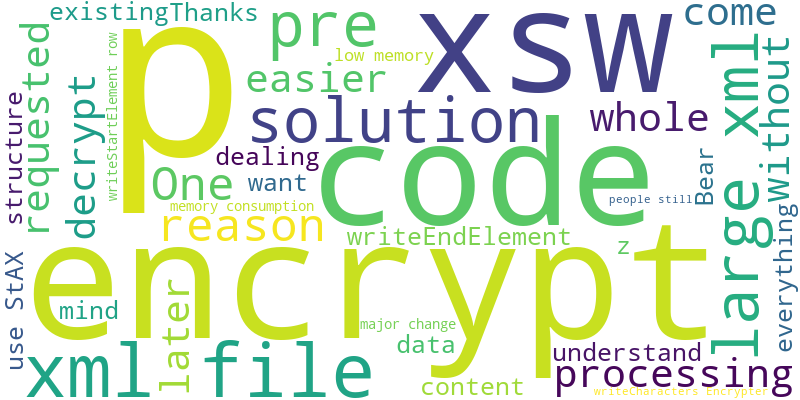 existingThanks
p
pre
xsw
come
low memory
requested
writeStartElement row
easier
large xml
without
decrypt
solution
whole
structure
dealing
code
One
want
Bear
people still
memory consumption
reason
writeEndElement
z
everything
encrypt
use StAX
mind
later
major change
data
understand
xml file
processing
content
writeCharacters Encrypter